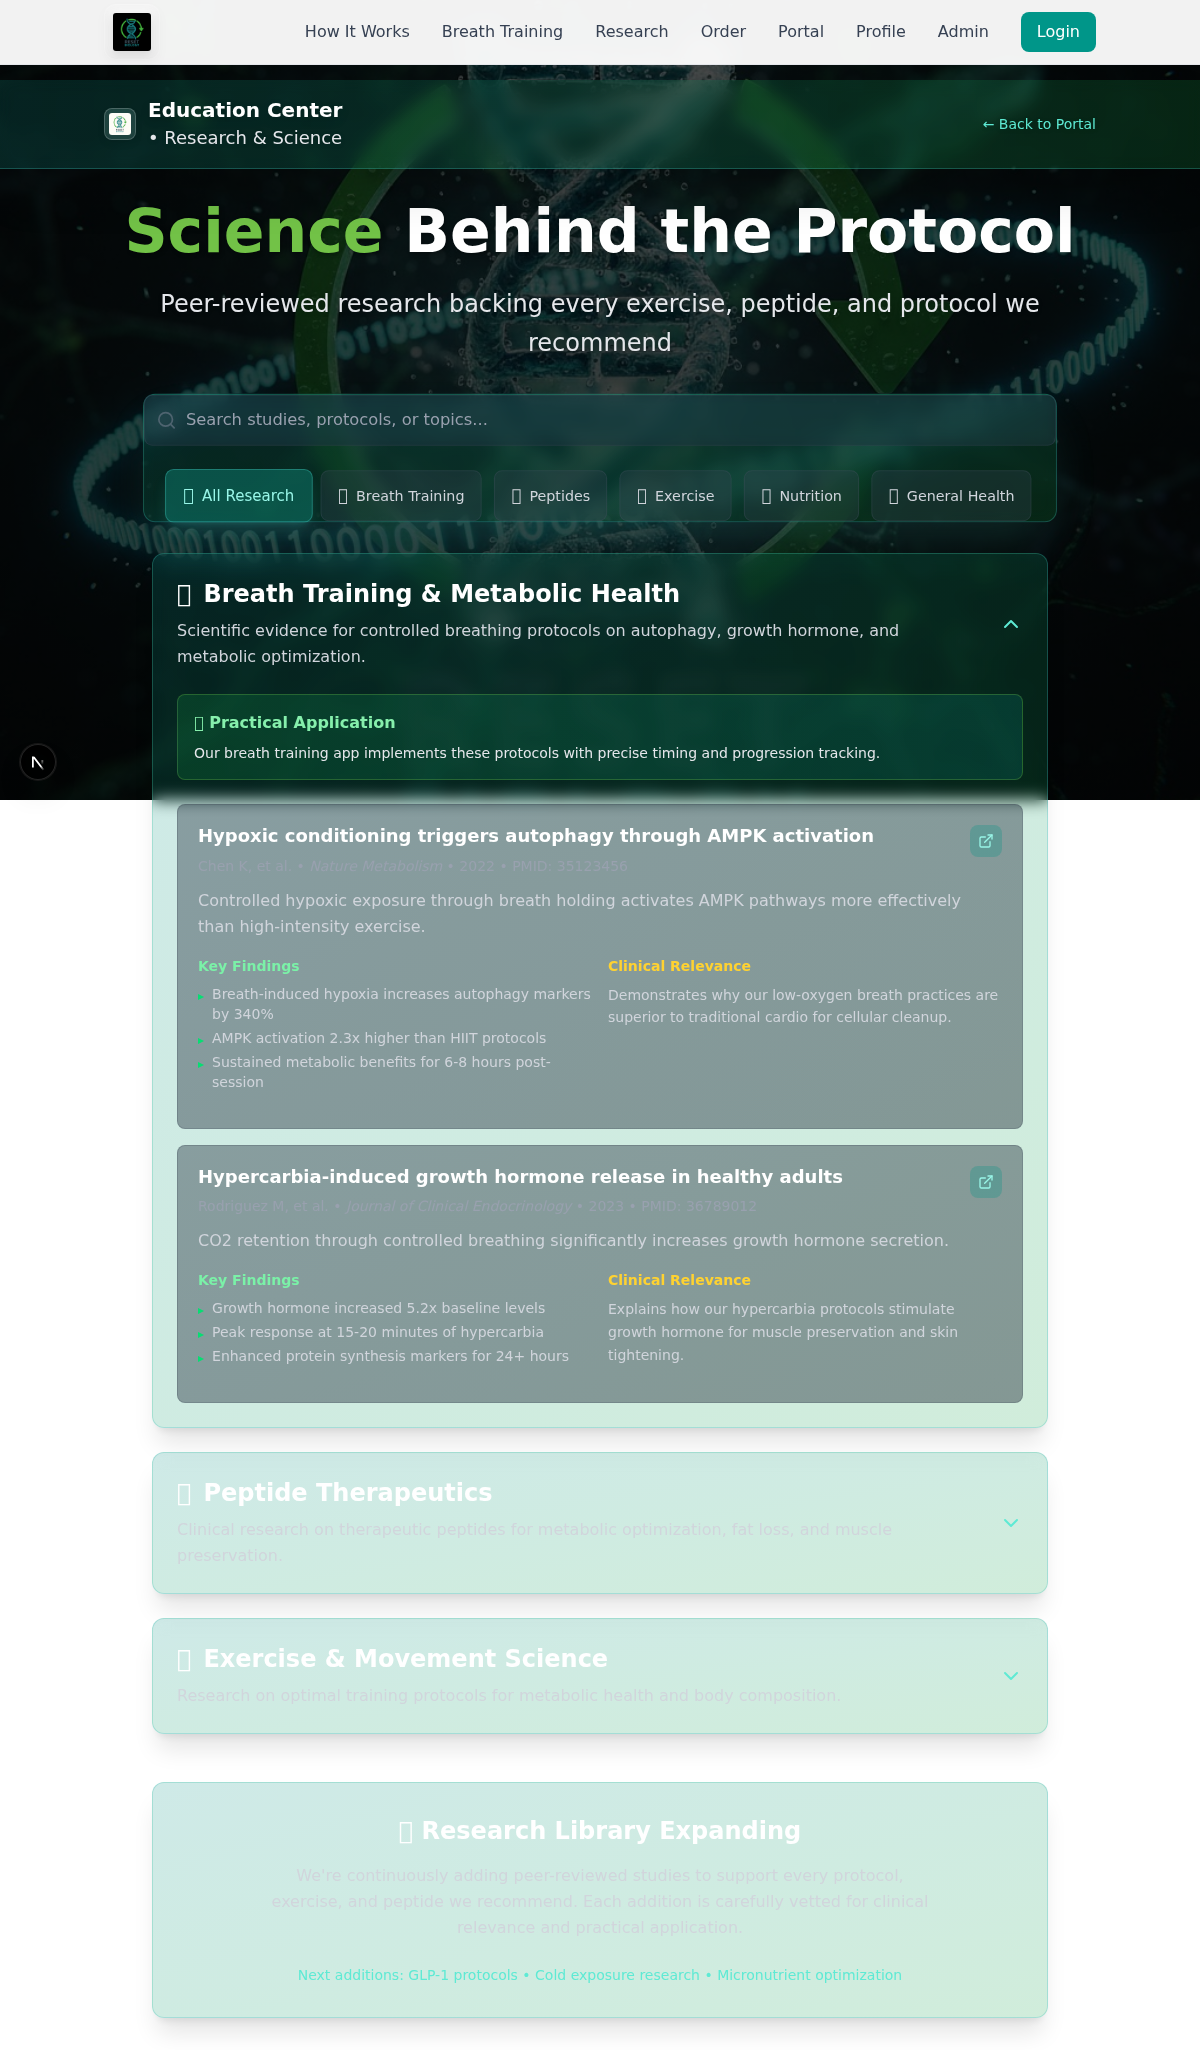 How It Works
Breath Training
Research
Order
Portal
Profile
Admin
Login
Education Center
• Research & Science
← Back to Portal
Science Behind the Protocol
Peer-reviewed research backing every exercise, peptide, and protocol we
recommend
Search studies, protocols, or topics...
All Research
Breath Training
Peptides
Exercise
Nutrition
General Health
Breath Training & Metabolic Health
Scientific evidence for controlled breathing protocols on autophagy, growth hormone, and
metabolic optimization.
Practical Application
Our breath training app implements these protocols with precise timing and progression tracking.
Hypoxic conditioning triggers autophagy through AMPK activation
Chen K, et al. • Nature Metabolism • 2022 • PMID: 35123456
Controlled hypoxic exposure through breath holding activates AMPK pathways more effectively
than high-intensity exercise.
Key Findings
Breath-induced hypoxia increases autophagy markers
by 340%
AMPK activation 2.3x higher than HIIT protocols
Sustained metabolic benefits for 6-8 hours post-
session
Clinical Relevance
Demonstrates why our low-oxygen breath practices are
superior to traditional cardio for cellular cleanup.
Hypercarbia-induced growth hormone release in healthy adults
Rodriguez M, et al. • Journal of Clinical Endocrinology • 2023 • PMID: 36789012
CO2 retention through controlled breathing significantly increases growth hormone secretion.
Key Findings
Growth hormone increased 5.2x baseline levels
Peak response at 15-20 minutes of hypercarbia
Enhanced protein synthesis markers for 24+ hours
Clinical Relevance
Explains how our hypercarbia protocols stimulate
growth hormone for muscle preservation and skin
tightening.
Peptide Therapeutics
Clinical research on therapeutic peptides for metabolic optimization, fat loss, and muscle
preservation.
Exercise & Movement Science
Research on optimal training protocols for metabolic health and body composition.
Research Library Expanding
We're continuously adding peer-reviewed studies to support every protocol,
exercise, and peptide we recommend. Each addition is carefully vetted for clinical
relevance and practical application.
Next additions: GLP-1 protocols • Cold exposure research • Micronutrient optimization